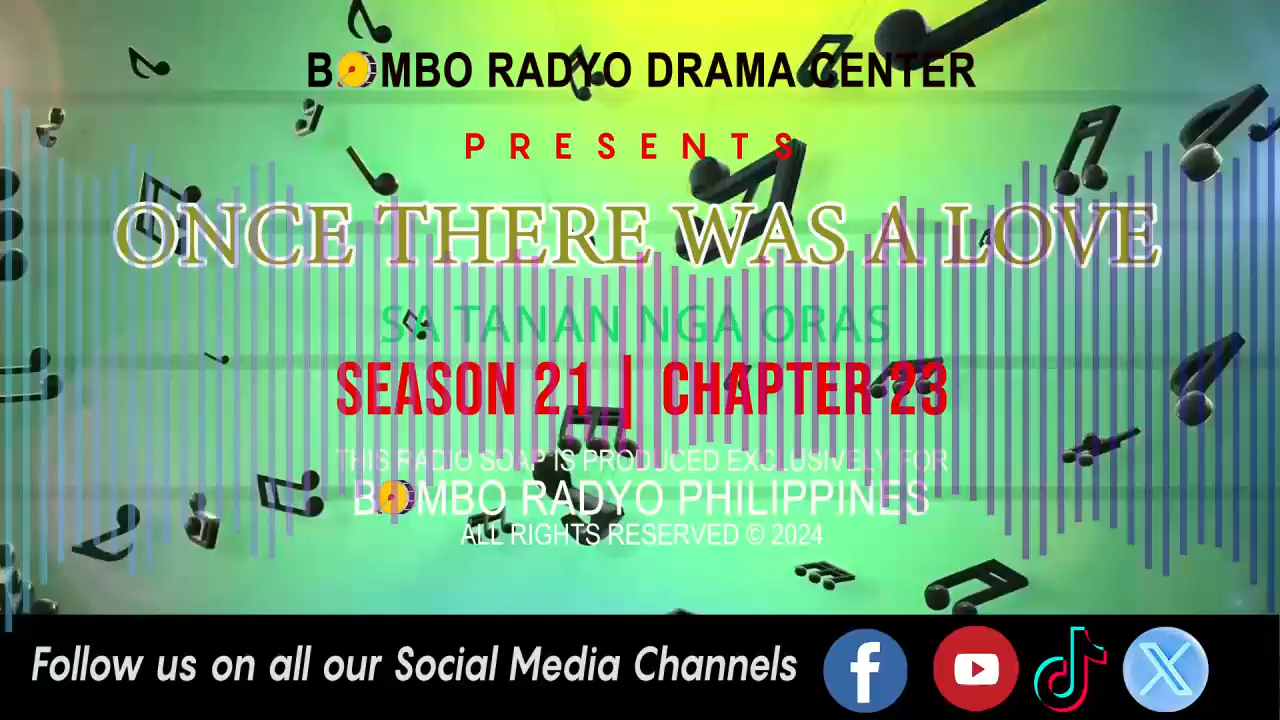 BOMBO RADYO DRAMA CENTER
PRESENTS
ONCE THERE WAS A LOVE
SA TANAN NGA ORAS
SEASON 21 | CHAPTER 23
THIS RADIO SOAP IS PRODUCED EXCLUSIVELY FOR
BOMBO RADYO PHILIPPINES
ALL RIGHTS RESERVED © 2024
Follow us on all our Social Media Channels